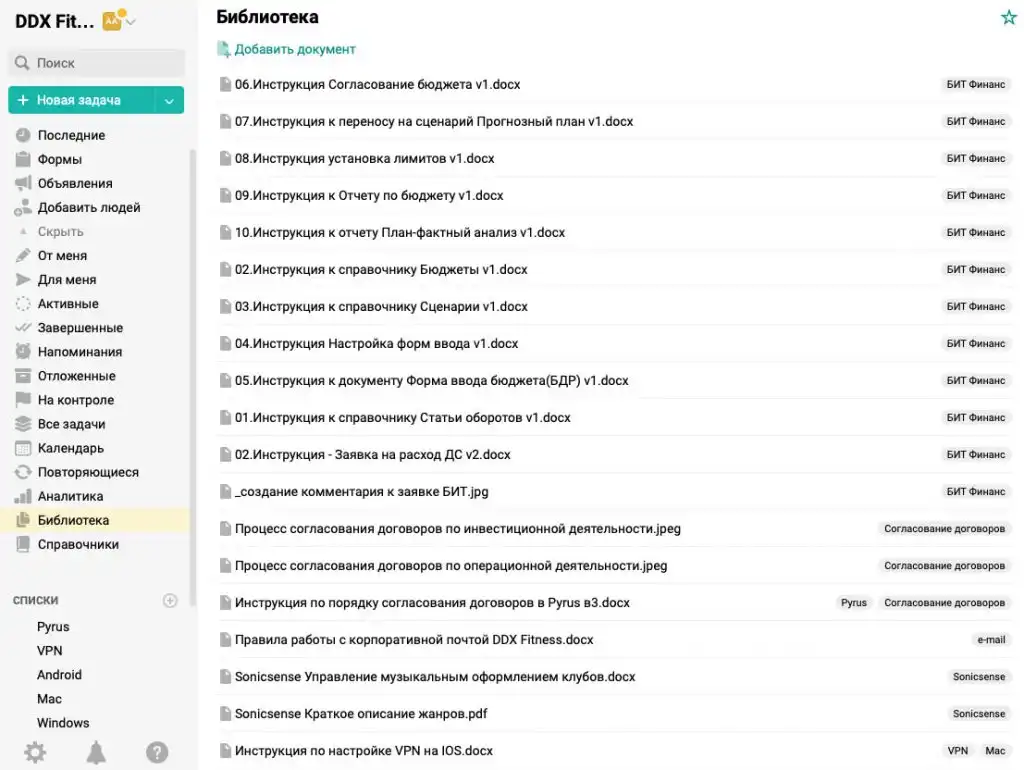 DDX Fit...
AA
Поиск
Новая задача
Последние
Формы
Объявления
Добавить людей
Скрыть
От меня
Для меня
Активные
Завершенные
Напоминания
Отложенные
На контроле
Все задачи
Календарь
Повторяющиеся
Аналитика
Библиотека
Справочники
СПИСКИ
Pyrus
VPN
Android
Mac
Windows
Библиотека
Добавить документ
06.Инструкция Согласование бюджета v1.docx БИТ Финанс
07.Инструкция к переносу на сценарий Прогнозный план v1.docx БИТ Финанс
08.Инструкция установка лимитов v1.docx БИТ Финанс
09.Инструкция к Отчету по бюджету v1.docx БИТ Финанс
10.Инструкция к отчету План-фактный анализ v1.docx БИТ Финанс
02.Инструкция к справочнику Бюджеты v1.docx БИТ Финанс
03.Инструкция к справочнику Сценарии v1.docx БИТ Финанс
04.Инструкция Настройка форм ввода v1.docx БИТ Финанс
05.Инструкция к документу Форма ввода бюджета(БДР) v1.docx БИТ Финанс
01.Инструкция к справочнику Статьи оборотов v1.docx БИТ Финанс
02.Инструкция - Заявка на расход ДС v2.docx БИТ Финанс
_создание комментария к заявке БИТ.jpg БИТ Финанс
Процесс согласования договоров по инвестиционной деятельности.jpeg Согласование договоров
Процесс согласования договоров по операционной деятельности.jpeg Согласование договоров
Инструкция по порядку согласования договоров в Pyrus в3.docx Pyrus Согласование договоров
Правила работы с корпоративной почтой DDX Fitness.docx e-mail
Sonicsense Управление музыкальным оформлением клубов.docx Sonicsense
Sonicsense Краткое описание жанров.pdf Sonicsense
Инструкция по настройке VPN на IOS.docx VPN Mac